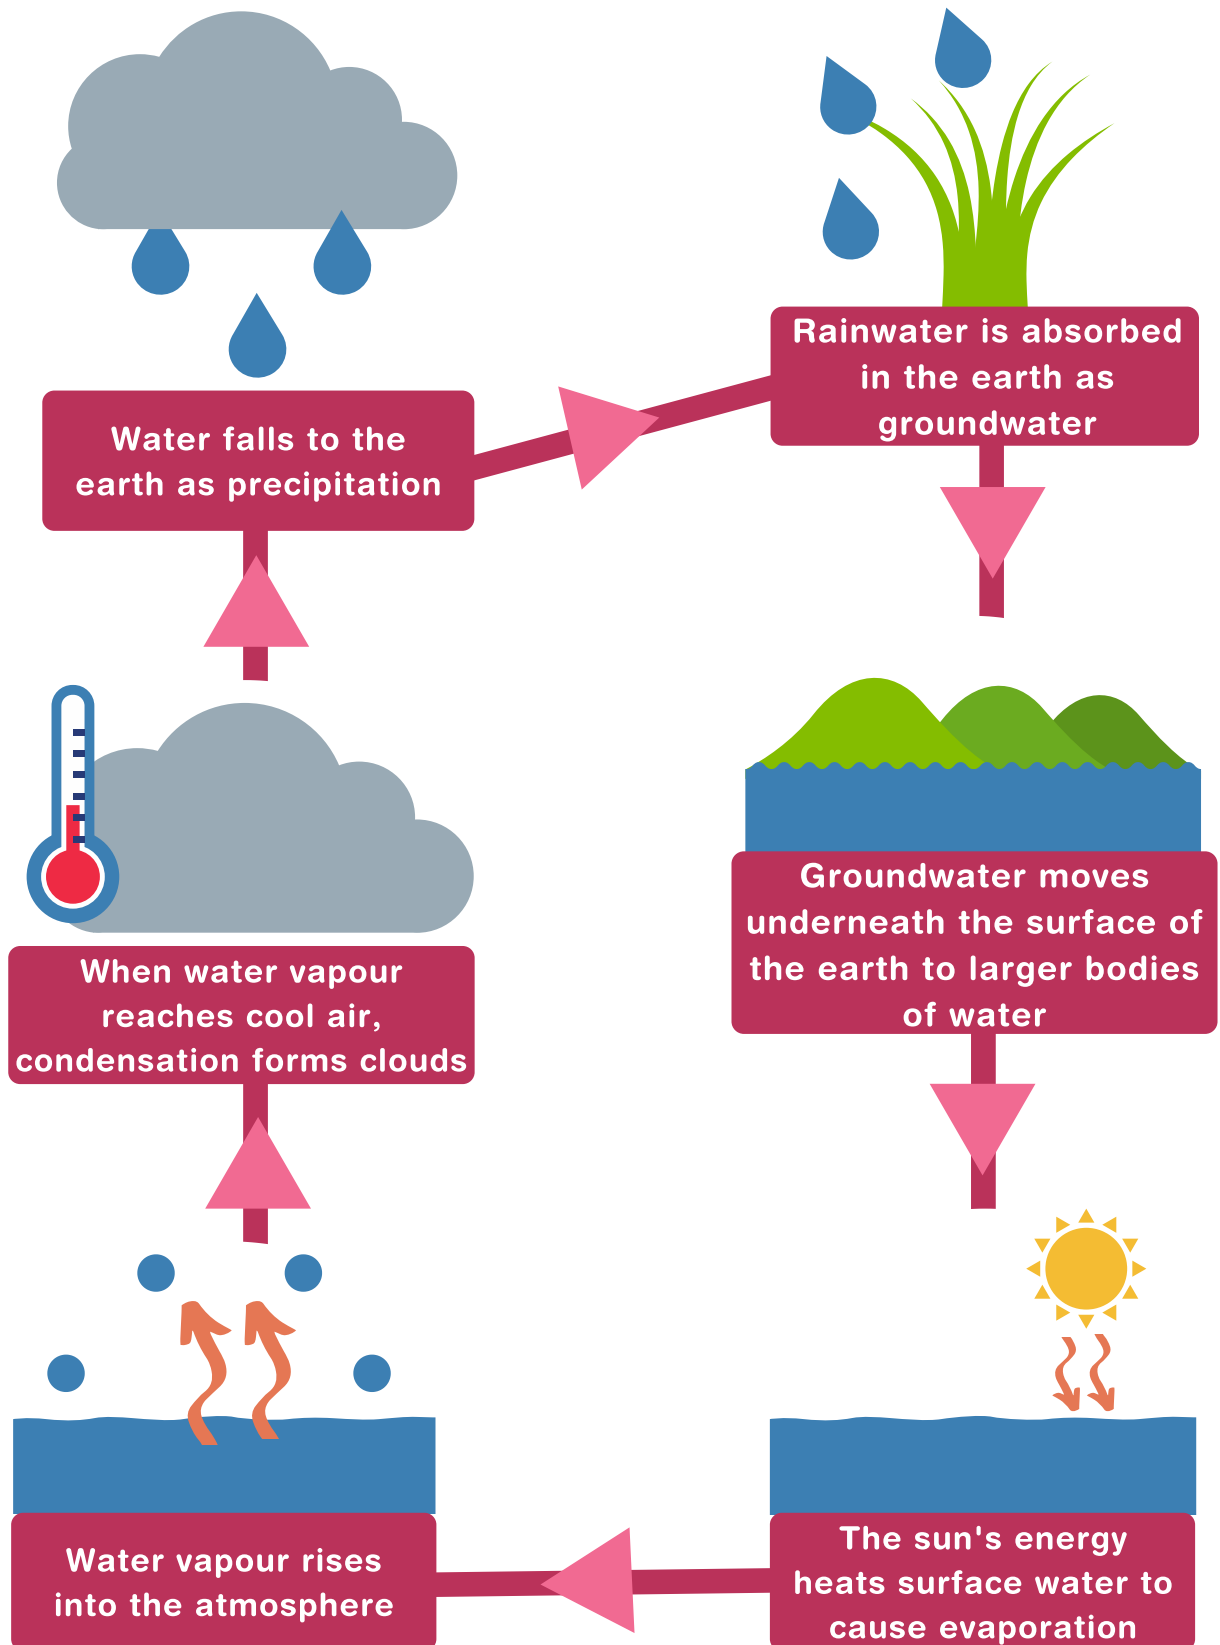 Water falls to the
earth as precipitation
Rainwater is absorbed
in the earth as
groundwater
Groundwater moves
underneath the surface of
the earth to larger bodies
of water
The sun's energy
heats surface water to
cause evaporation
Water vapour rises
into the atmosphere
When water vapour
reaches cool air,
condensation forms clouds